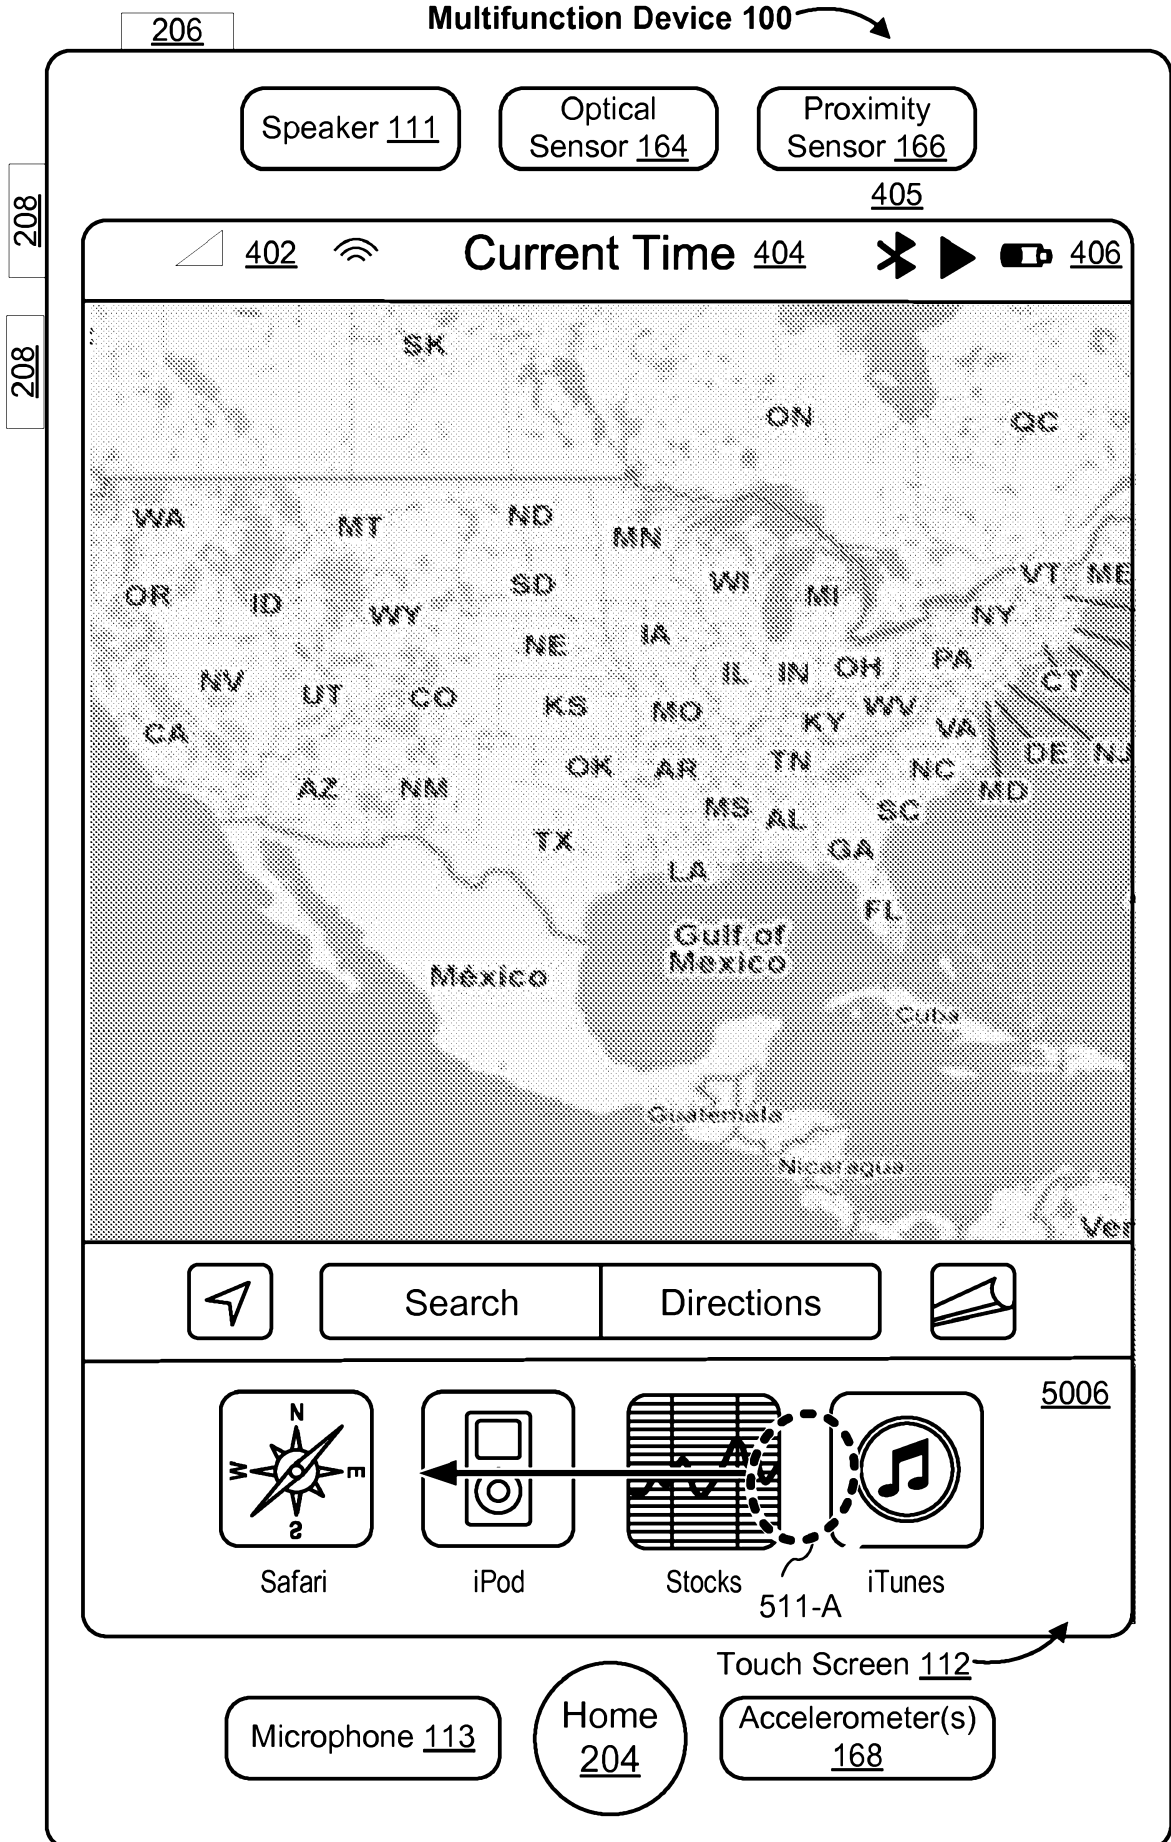 Multifunction Device 100
206
Speaker 111
Optical
Sensor 164
Proximity
Sensor 166
208
405
402 Current Time 404 406
208
SK
ON
QC
WA
MT
ND
MN
OR
ID
WY
SD
WI
MI
VT
ME
NY
NE
IA
NV
UT
CO
KS
MO
IL
IN
OH
PA
CT
CA
KY
WV
VA
AZ
NM
OK
AR
TN
NC
DE
NJ
MD
TX
MS
AL
SC
LA
GA
FL
Gulf of
Mexico
México
Cuba
Guatemala
Nicaragua
Ver
Search Directions
5006
N
W E
S
Safari iPod Stocks iTunes
511-A
Touch Screen 112
Microphone 113
Home
204
Accelerometer(s)
168